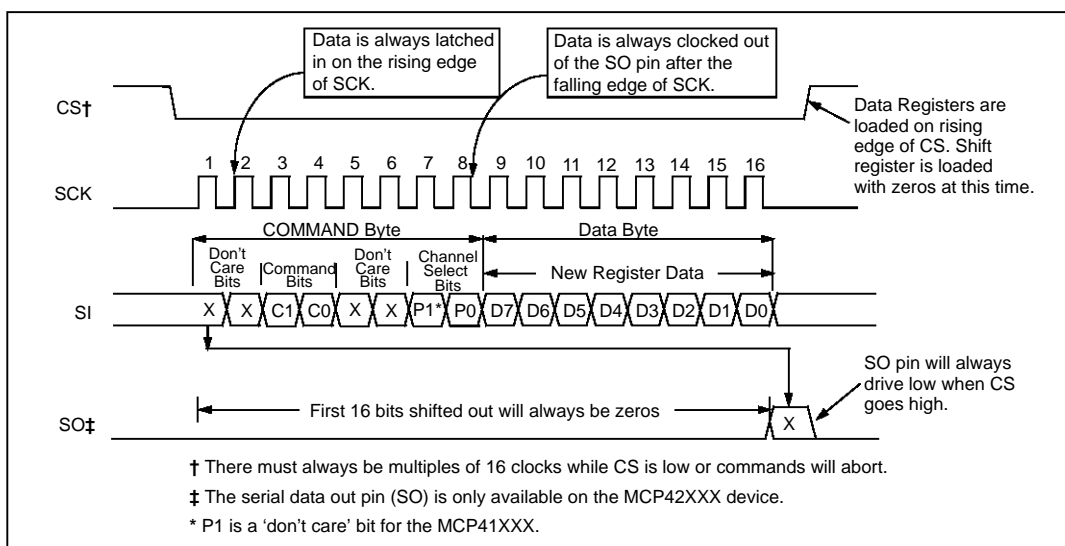 Data is always latched
in on the rising edge
of SCK.
Data is always clocked out
of the SO pin after the
falling edge of SCK.
CS†
Data Registers are
loaded on rising
edge of CS. Shift
register is loaded
with zeros at this time.
1 2 3 4 5 6 7 8 9 10 11 12 13 14 15 16
SCK
COMMAND Byte
Data Byte
Don't
Care
Bits
Command
Bits
Don't
Care
Bits
Channel
Select
Bits
New Register Data
SI
X X C1 C0 X X P1* P0 D7 D6 D5 D4 D3 D2 D1 D0
SO pin will always
drive low when CS
goes high.
First 16 bits shifted out will always be zeros
X
SO‡
† There must always be multiples of 16 clocks while CS is low or commands will abort.
‡ The serial data out pin (SO) is only available on the MCP42XXX device.
* P1 is a 'don't care' bit for the MCP41XXX.